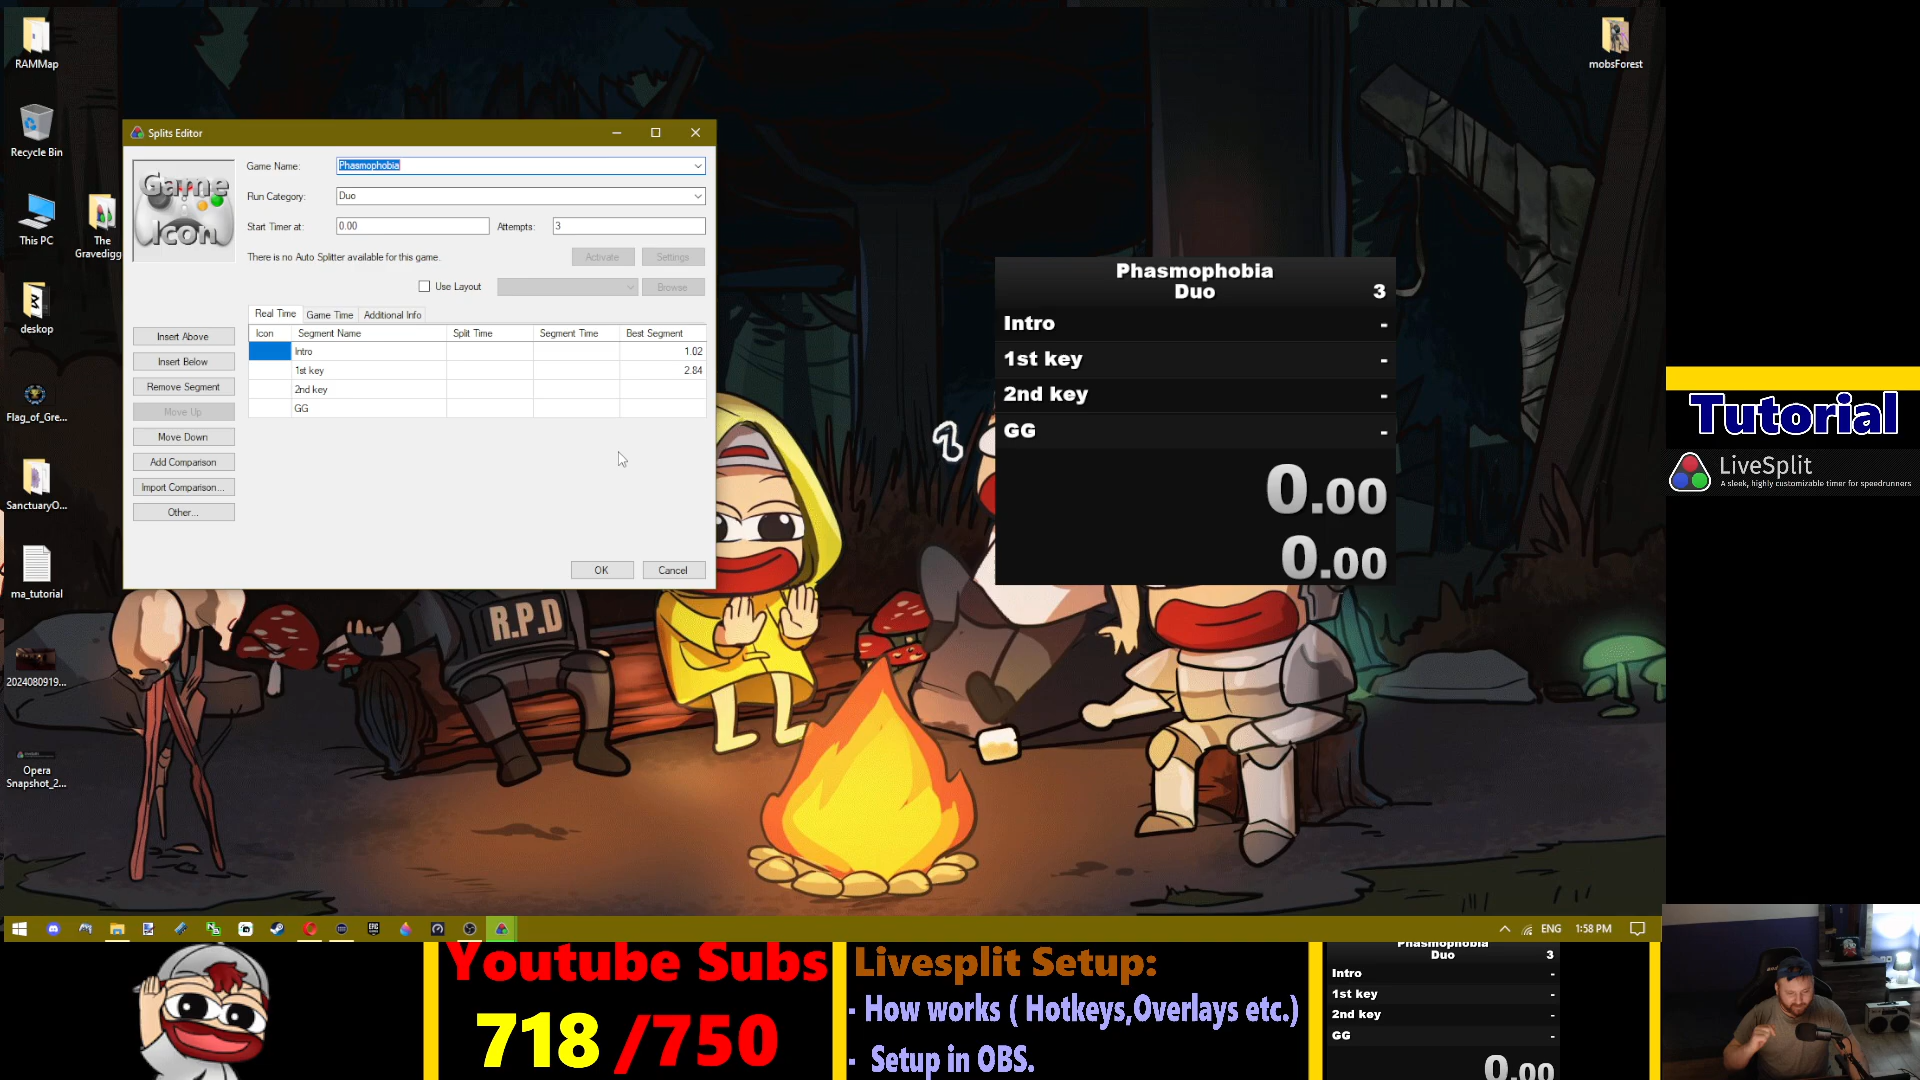 RAMMap
Recycle Bin
This PC
The
Gravedigg
deskop
Flag_of_Gre...
SanctuaryO...
ma_tutorial
2024080919...
Opera
Snapshot_2...
mobsForest
Splits Editor
Game
Icon
Game Name:
Phasmophobia
Run Category:
Duo
Start Timer at:
0.00
Attempts:
3
There is no Auto Splitter available for this game.
Activate
Settings
Use Layout
Browse
Real Time
Game Time
Additional Info
Icon
Segment Name
Split Time
Segment Time
Best Segment
Intro
1.02
1st key
2.84
2nd key
GG
Insert Above
Insert Below
Remove Segment
Move Up
Move Down
Add Comparison
Import Comparison...
Other...
OK
Cancel
Phasmophobia
Duo
3
Intro -
1st key -
2nd key -
GG -
0.00
0.00
R.P.D
Tutorial
LiveSplit
A sleek, highly customizable timer for speedrunners
ENG
1:58 PM
Youtube Subs
718 /750
Livesplit Setup:
- How works ( Hotkeys,Overlays etc.)
- Setup in OBS.
Phasmophobia
Duo
3
Intro -
1st key -
2nd key -
GG -
0.00